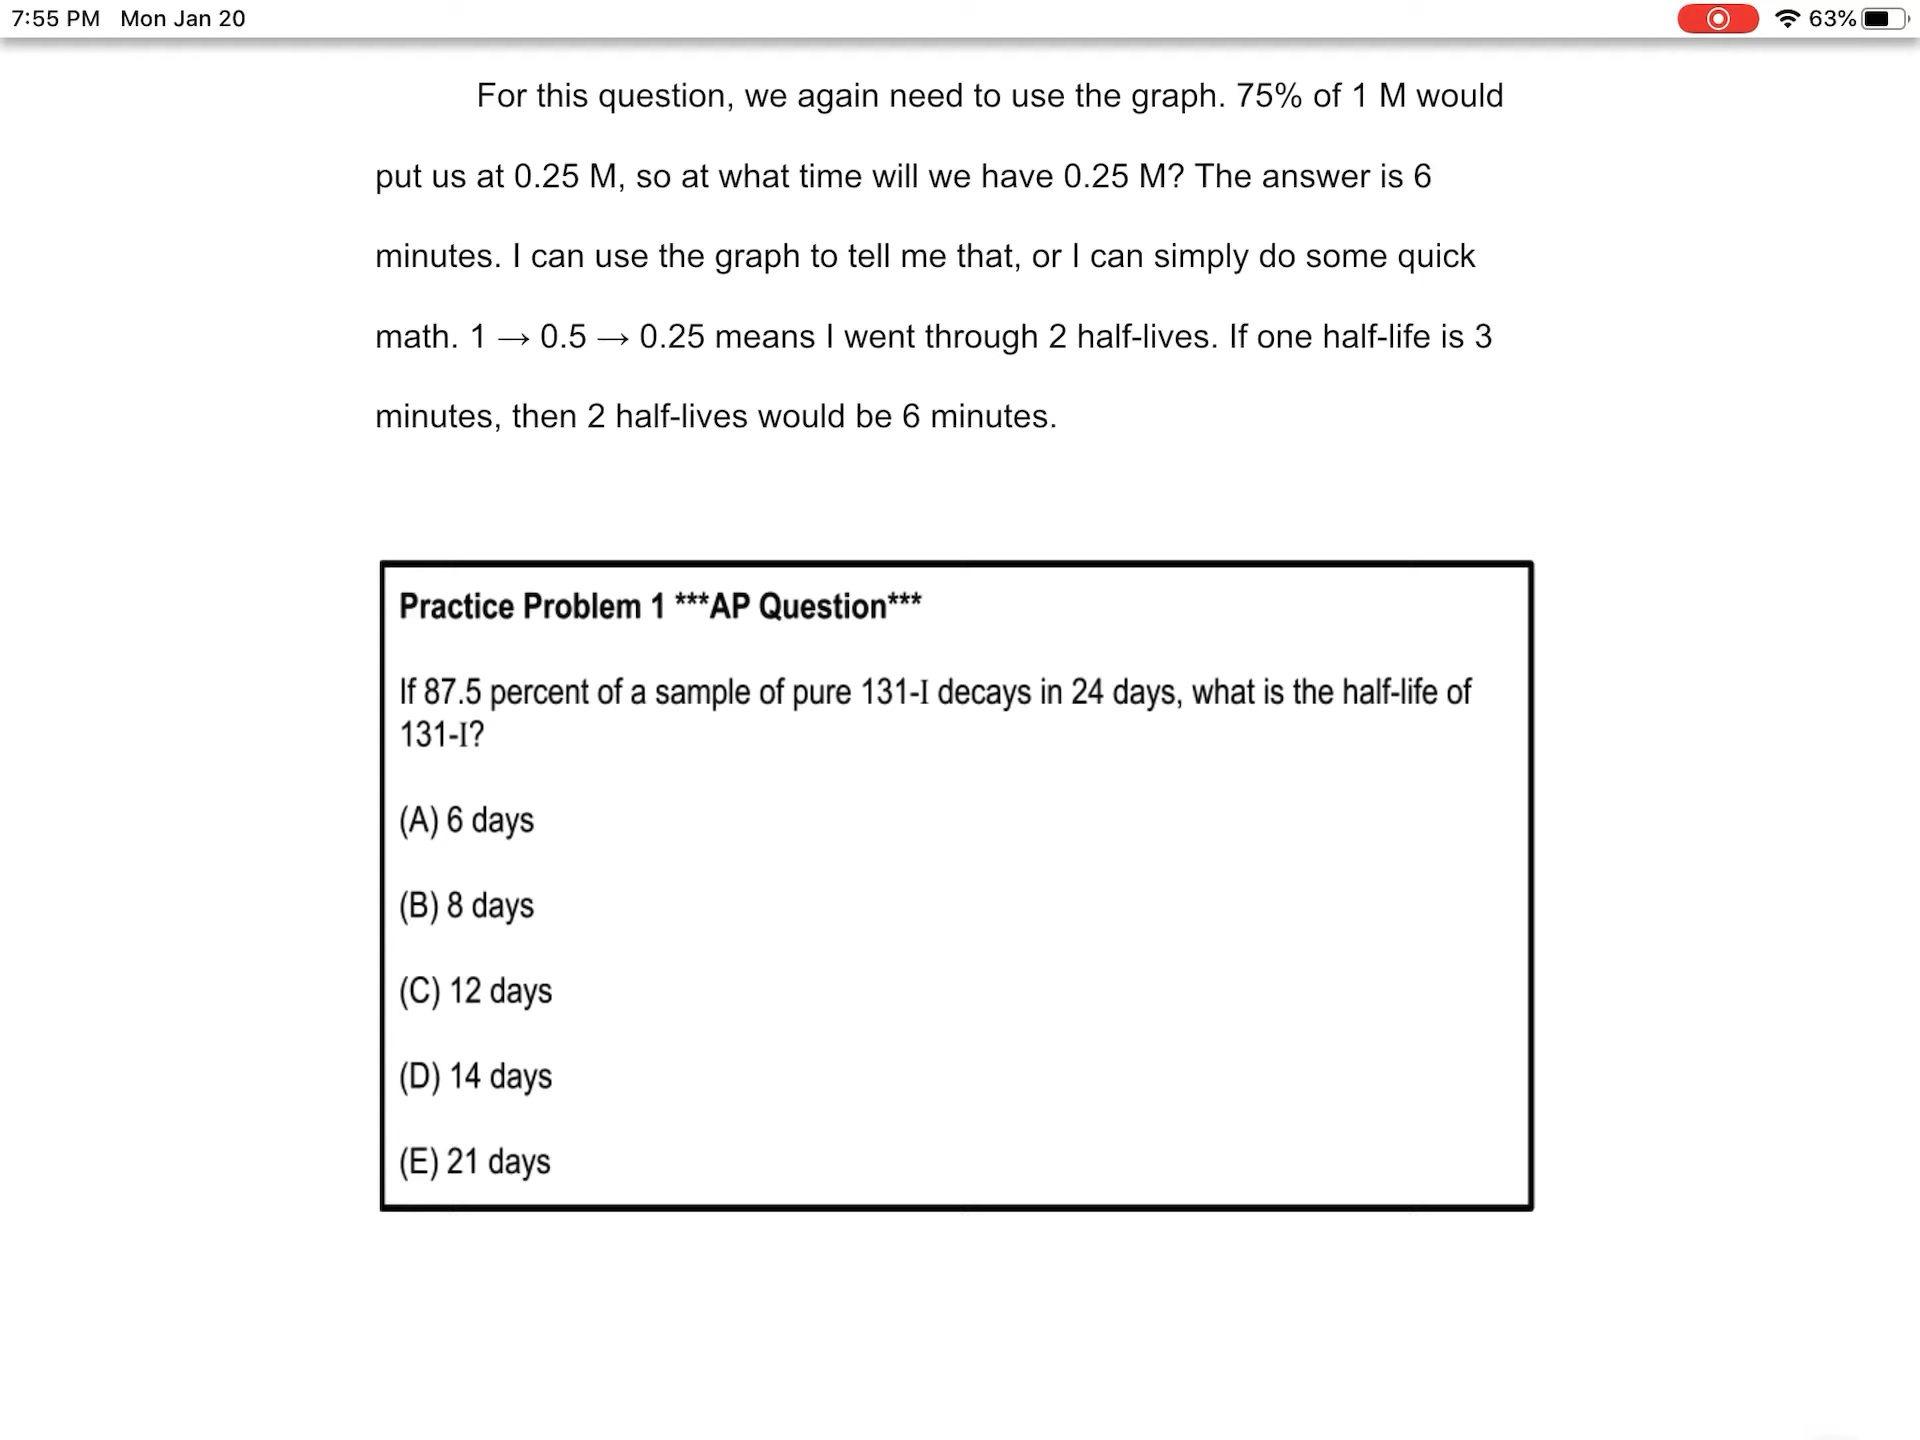 7:55 PM Mon Jan 20 63%
For this question, we again need to use the graph. 75% of 1 M would
put us at 0.25 M, so at what time will we have 0.25 M? The answer is 6
minutes. I can use the graph to tell me that, or I can simply do some quick
math. 1 → 0.5 → 0.25 means I went through 2 half-lives. If one half-life is 3
minutes, then 2 half-lives would be 6 minutes.
Practice Problem 1 ***AP Question***
If 87.5 percent of a sample of pure 131-I decays in 24 days, what is the half-life of
131-I?
(A) 6 days
(B) 8 days
(C) 12 days
(D) 14 days
(E) 21 days